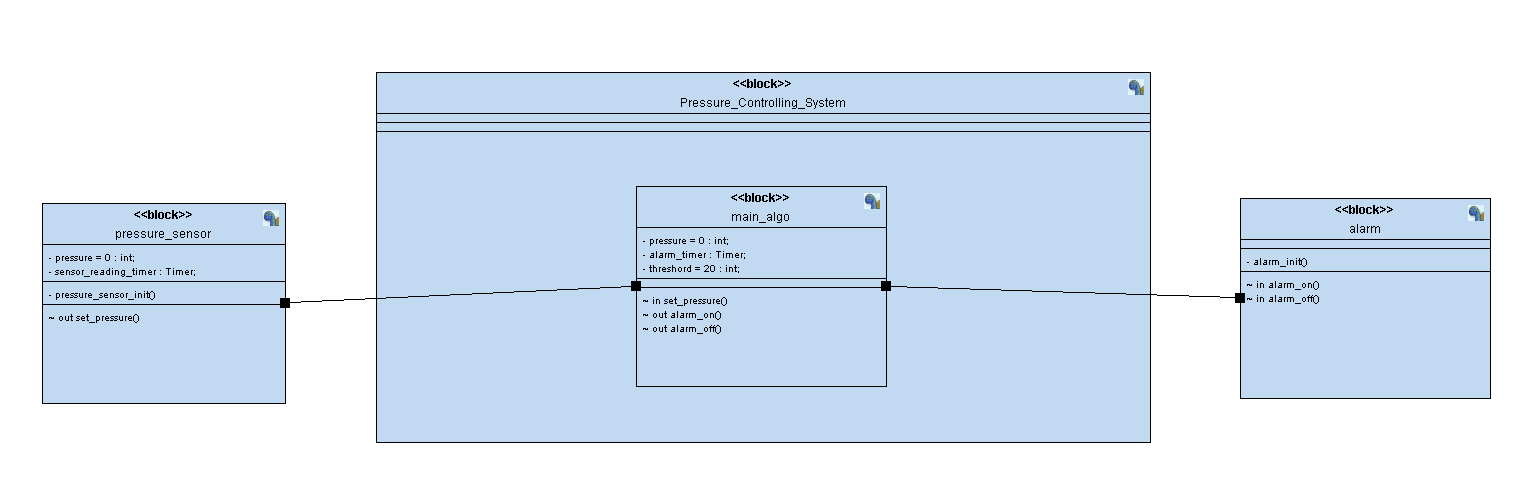 <<block>>
Pressure_Controlling_System
<<block>>
pressure_sensor
- pressure = 0 : int;
- sensor_reading_timer : Timer;
- pressure_sensor_init()
~ out set_pressure()
<<block>>
main_algo
- pressure = 0 : int;
- alarm_timer : Timer;
- threshord = 20 : int;
~ in set_pressure()
~ out alarm_on()
~ out alarm_off()
<<block>>
alarm
- alarm_init()
~ in alarm_on()
~ in alarm_off()